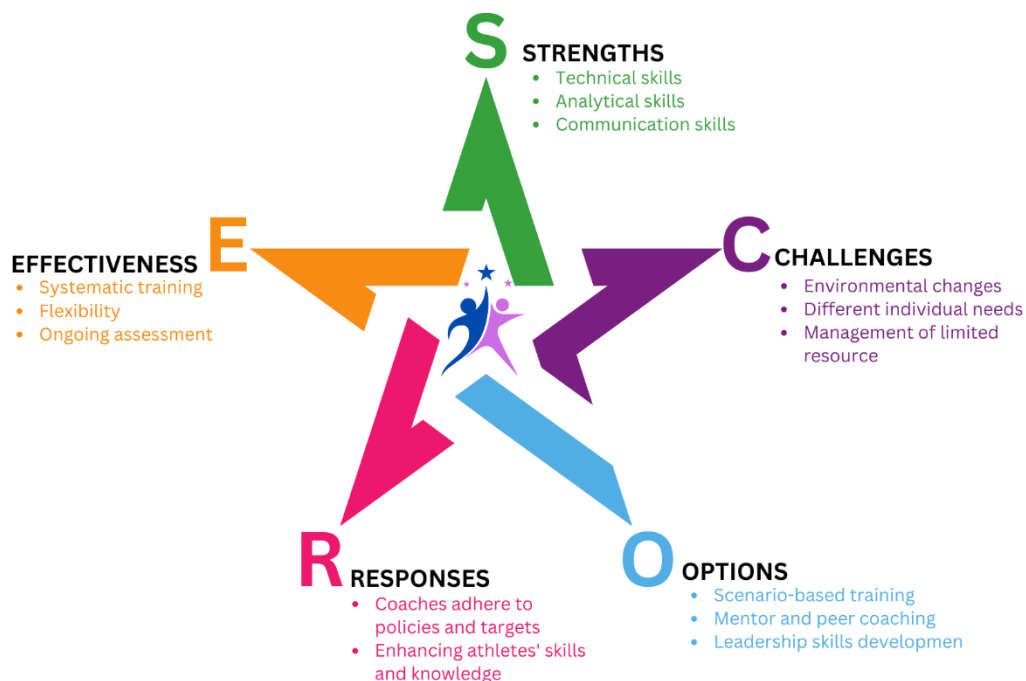 S
STRENGTHS
• Technical skills
• Analytical skills
• Communication skills
C
CHALLENGES
• Environmental changes
• Different individual needs
• Management of limited
resource
O
OPTIONS
• Scenario-based training
• Mentor and peer coaching
• Leadership skills developmen
R
RESPONSES
• Coaches adhere to
policies and targets
• Enhancing athletes' skills
and knowledge
E
EFFECTIVENESS
• Systematic training
• Flexibility
• Ongoing assessment